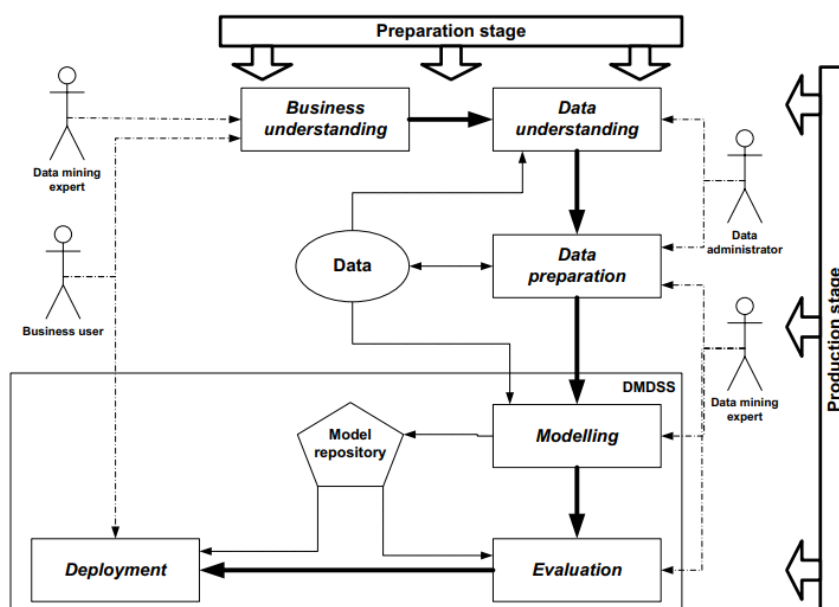 Preparation stage
Business
understanding
Data
understanding
Data mining
expert
Data
administrator
Data
Data
preparation
Business user
Production stage
DMDSS
Data mining
expert
Model
repository
Modelling
Deployment
Evaluation